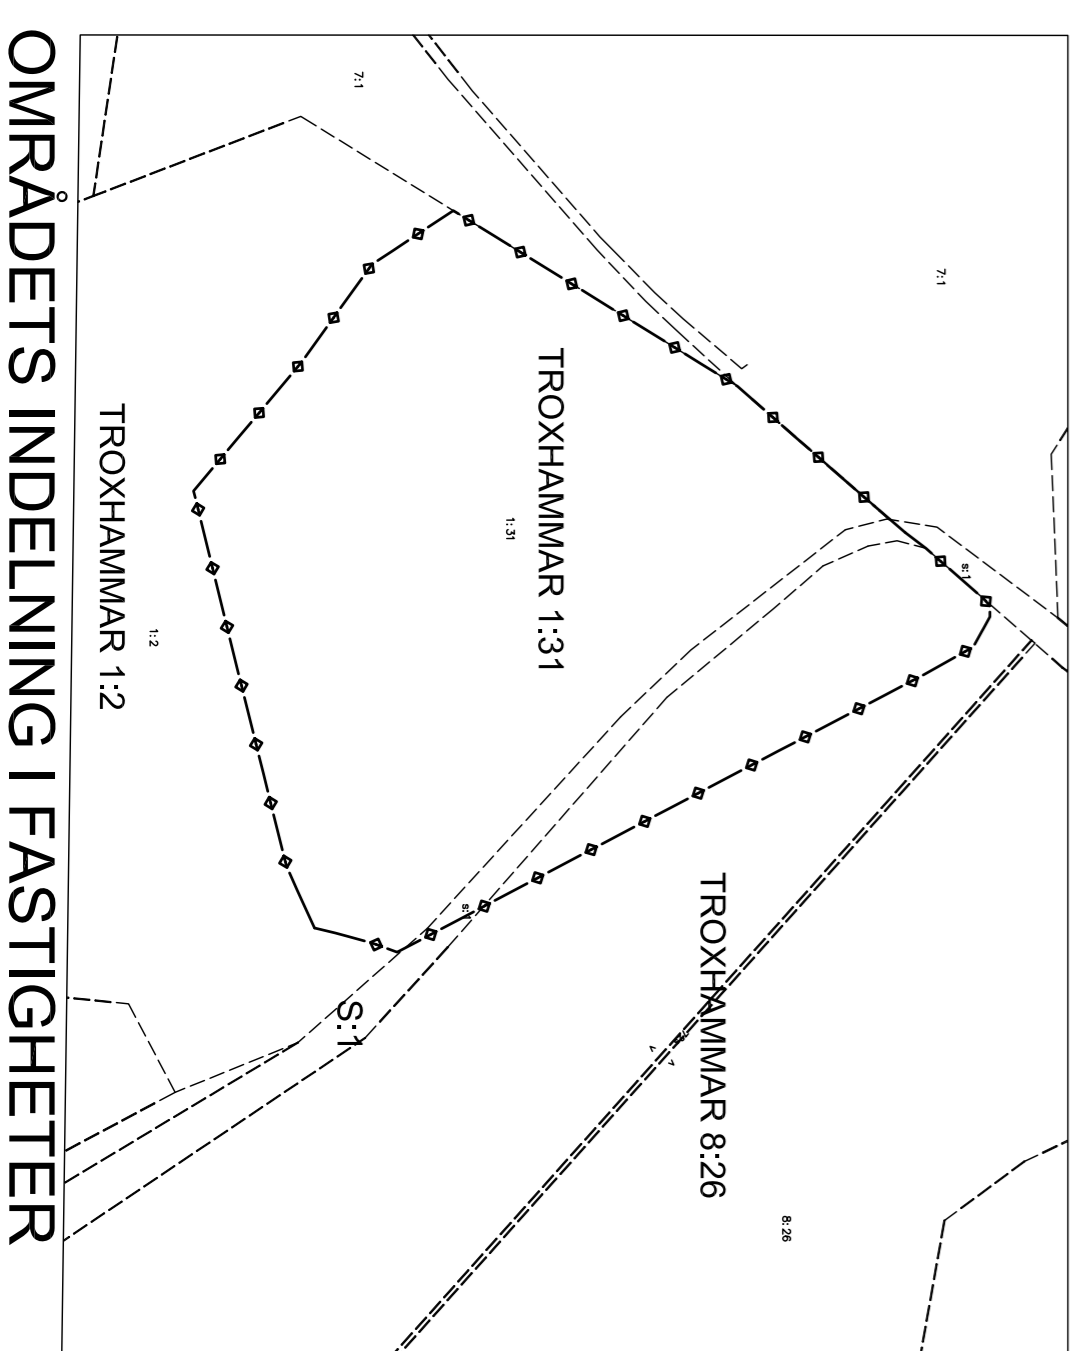 7:1
7:1
s:1
TROXHAMMAR 1:31
1:31
TROXHAMMAR 1:2
1:2
TROXHAMMAR 8:26
8:26
S:1
OMRÅDETS INDELNING I FASTIGHETER